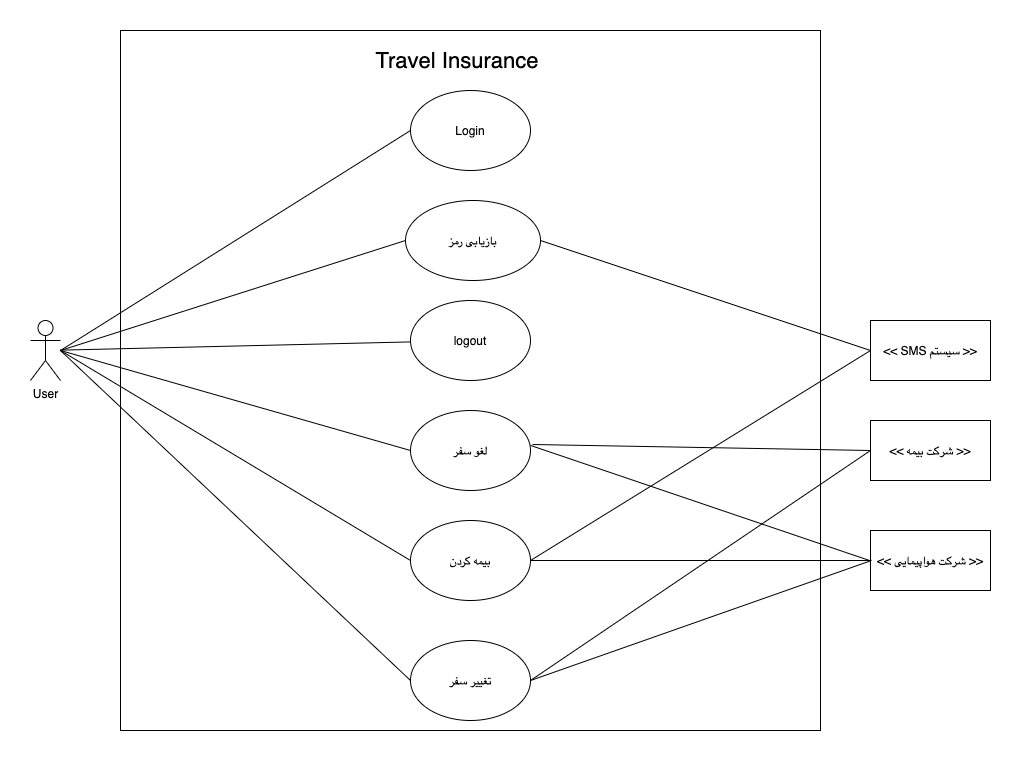 Travel Insurance
Login
بازیابی رمز
logout
لغو سفر
بیمه کردن
تغییر سفر
User
<< سیستم SMS >>
<< شرکت بیمه >>
<< شرکت هواپیمایی >>